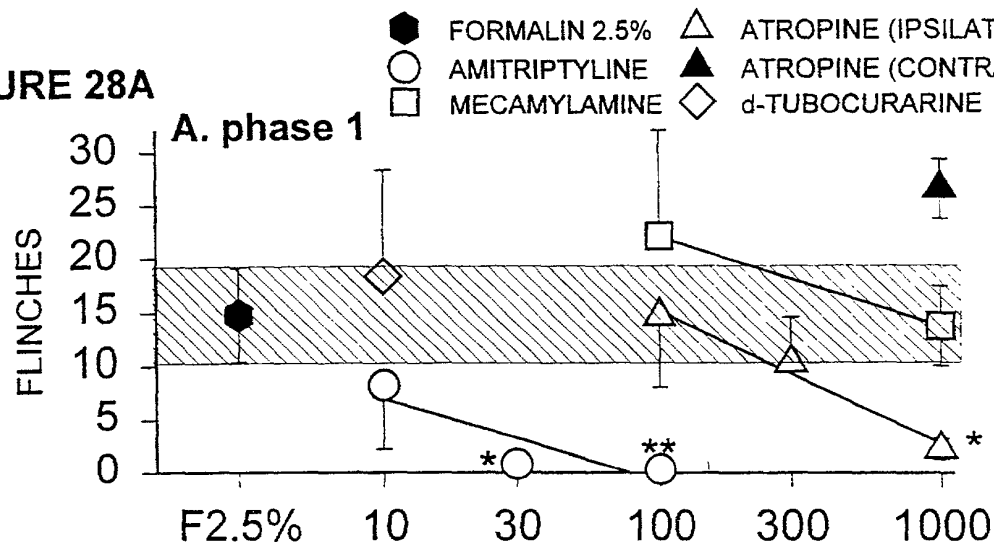 FORMALIN 2.5%
ATROPINE (IPSILAT
URE 28A
AMITRIPTYLINE
ATROPINE (CONTRA
MECAMYLAMINE
d-TUBOCURARINE
A. phase 1
FLINCHES
30
25
20
15
10
5
0
*
**
*
F2.5% 10 30 100 300 1000